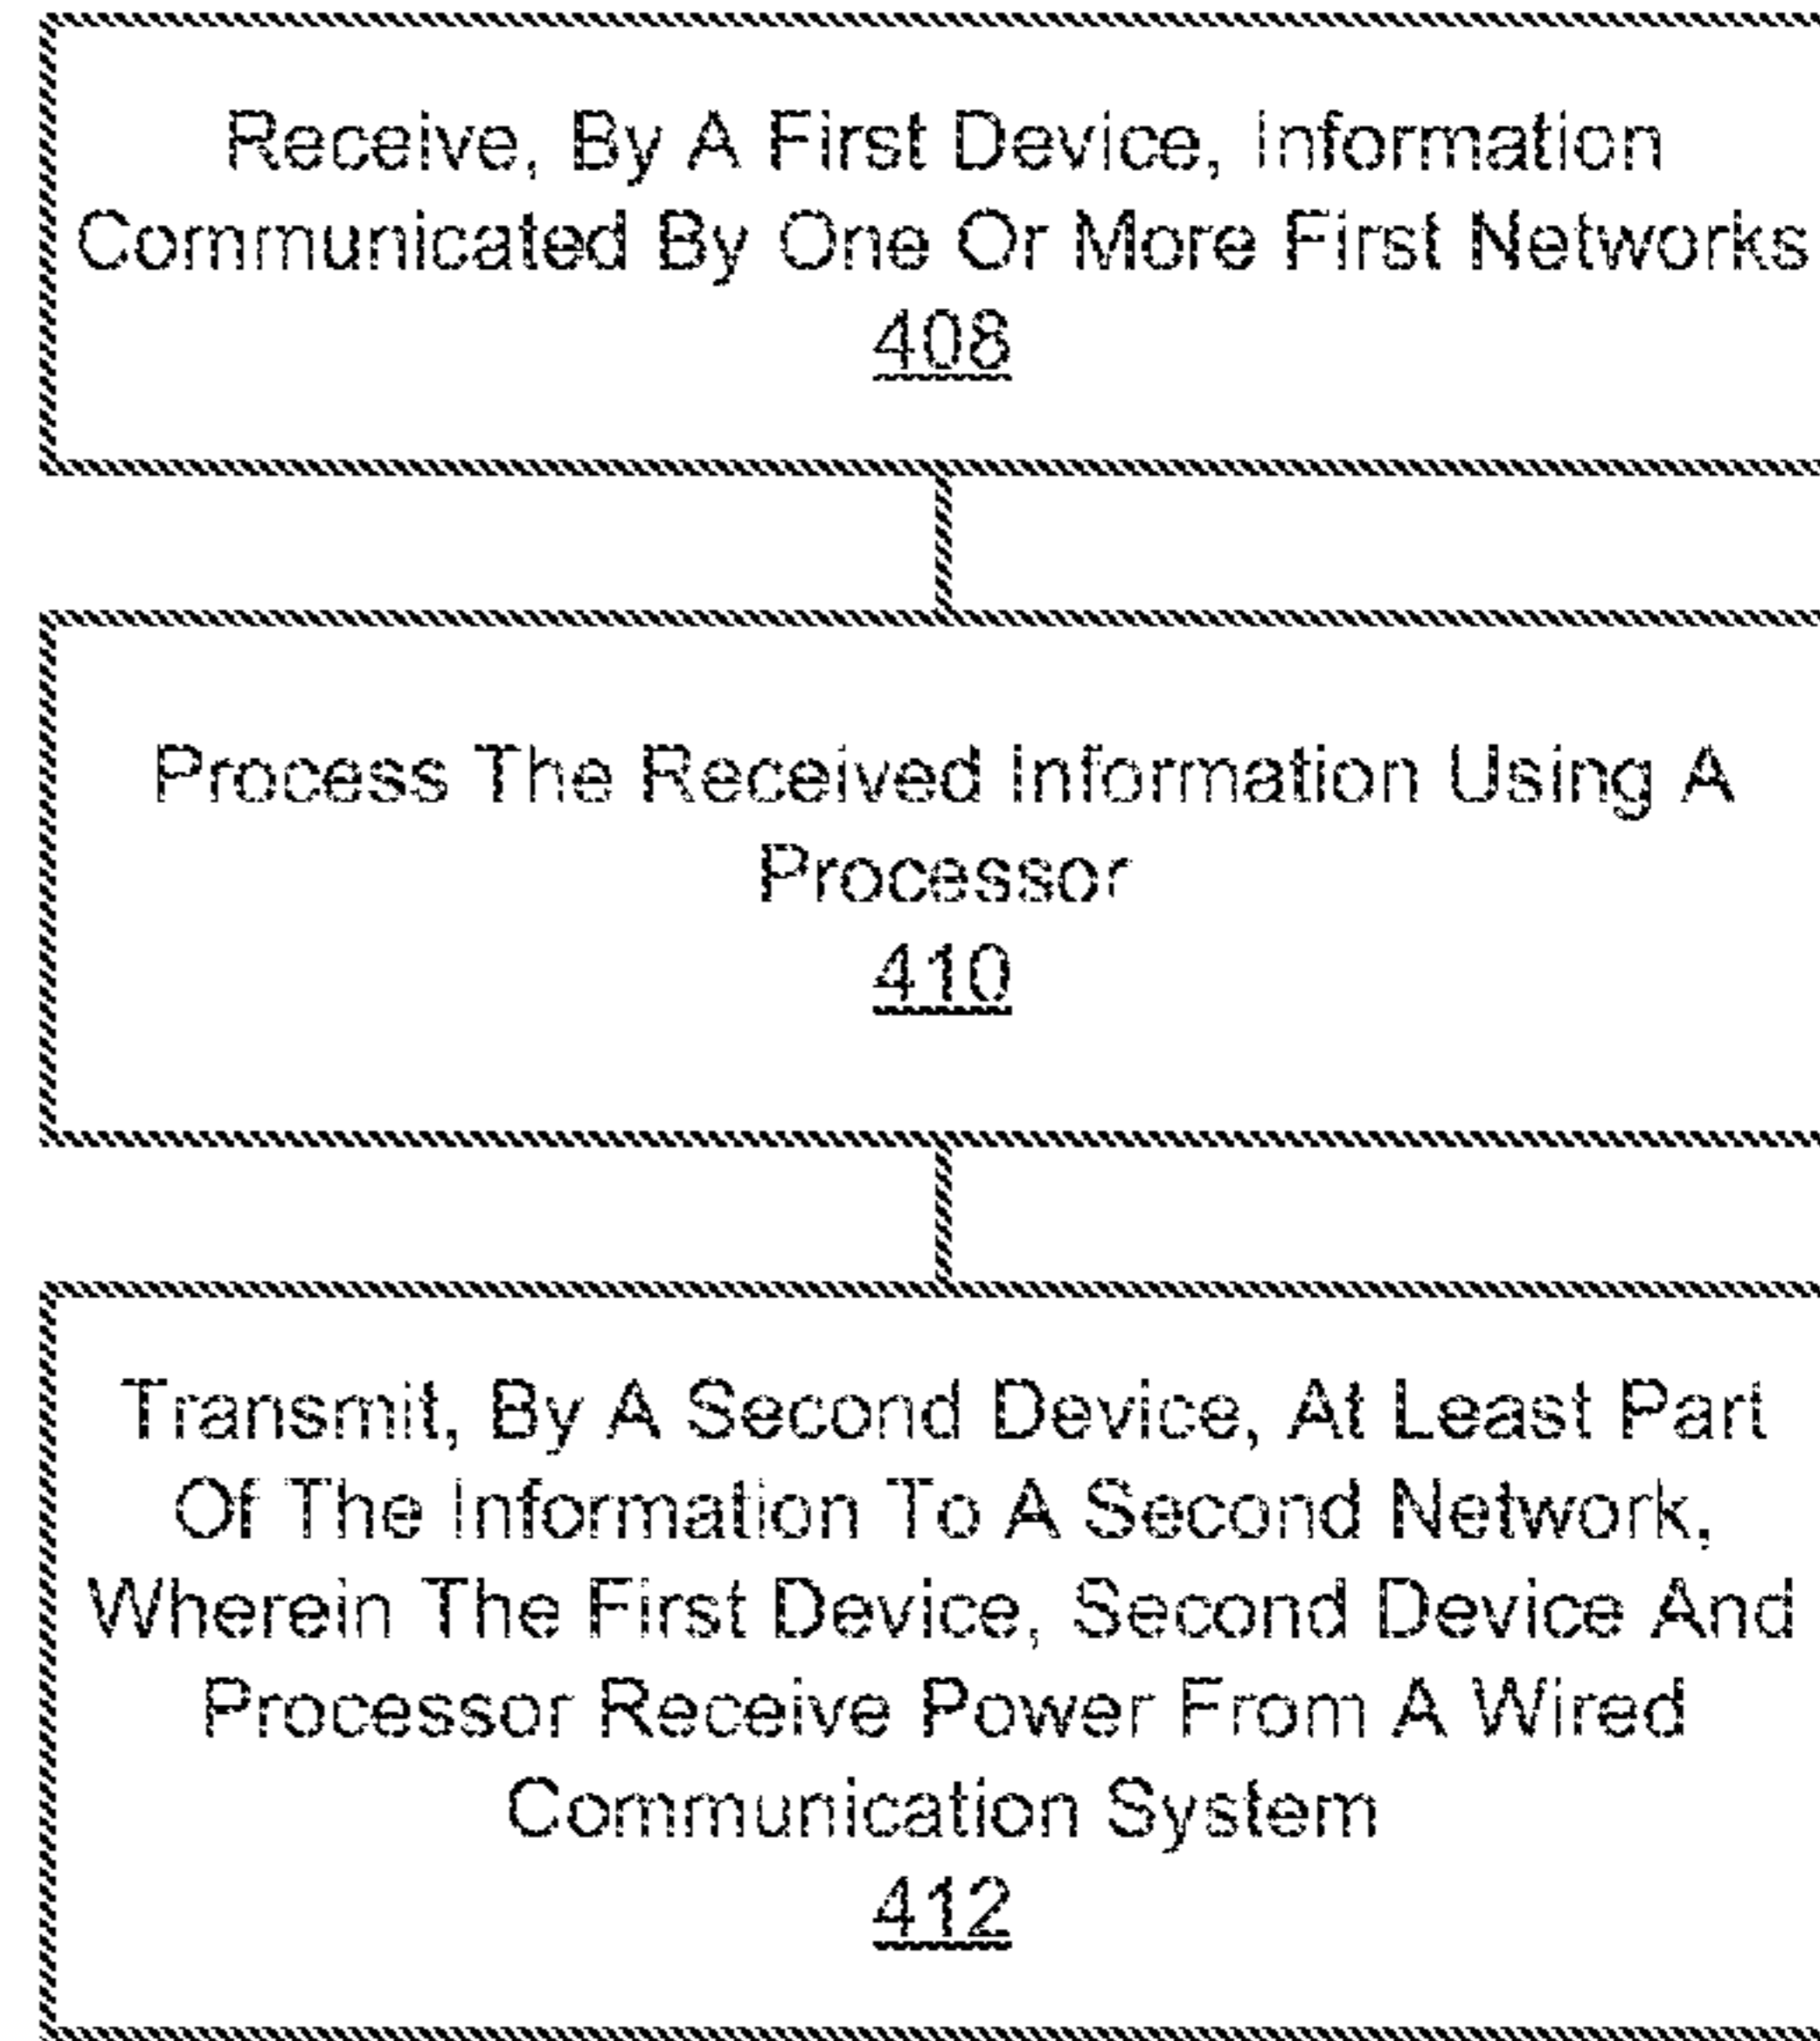 Receive, By A First Device, Information
Communicated By One Or More First Networks
408
Process The Received Information Using A
Processor
410
Transmit, By A Second Device, At Least Part
Of The Information To A Second Network,
Wherein The First Device, Second Device And
Processor Receive Power From A Wired
Communication System
412